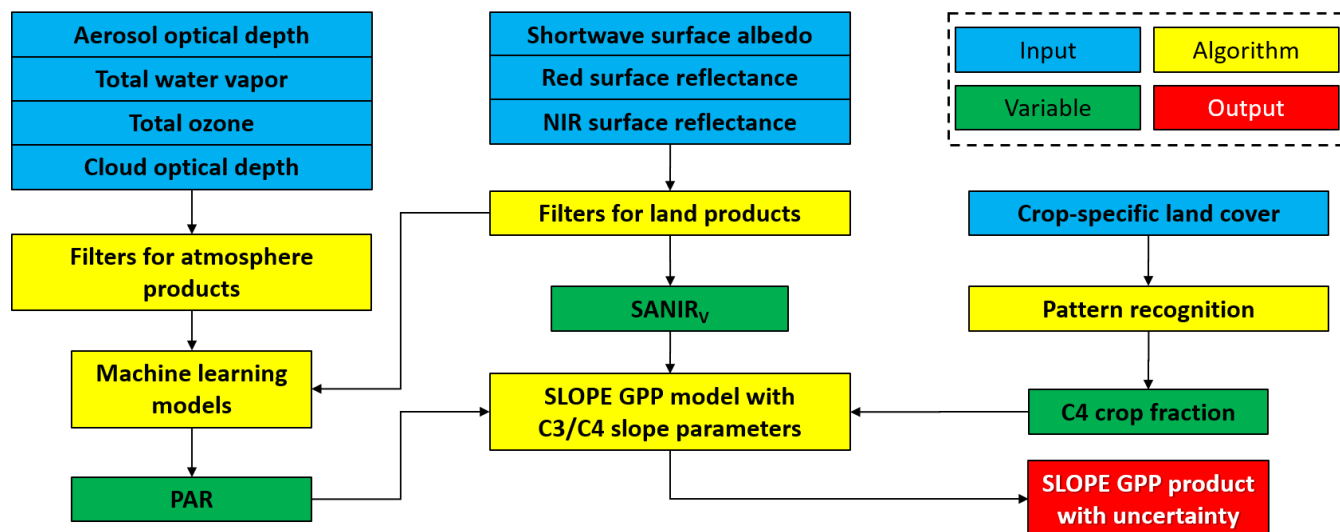 Aerosol optical depth
Total water vapor
Total ozone
Cloud optical depth
Filters for atmosphere
products
Machine learning
models
PAR
Shortwave surface albedo
Red surface reflectance
NIR surface reflectance
Filters for land products
SANIRV
SLOPE GPP model with
C3/C4 slope parameters
Input
Algorithm
Variable
Output
Crop-specific land cover
Pattern recognition
C4 crop fraction
SLOPE GPP product
with uncertainty